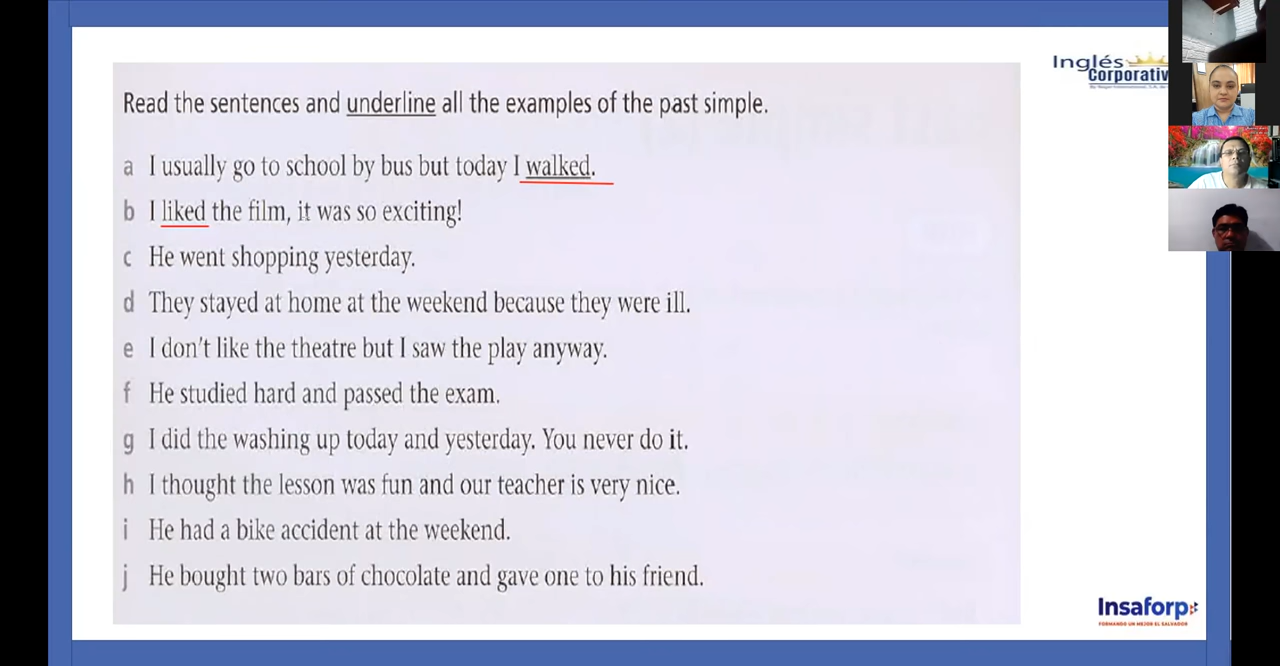 Inglés
Corporativ
Read the sentences and underline all the examples of the past simple.
a I usually go to school by bus but today I walked.
b I liked the film, it was so exciting!
c He went shopping yesterday.
d They stayed at home at the weekend because they were ill.
e I don't like the theatre but I saw the play anyway.
f He studied hard and passed the exam.
g I did the washing up today and yesterday. You never do it.
h I thought the lesson was fun and our teacher is very nice.
i He had a bike accident at the weekend.
j He bought two bars of chocolate and gave one to his friend.
Insaforp
FORMANDO UN MEJOR EL SALVADOR